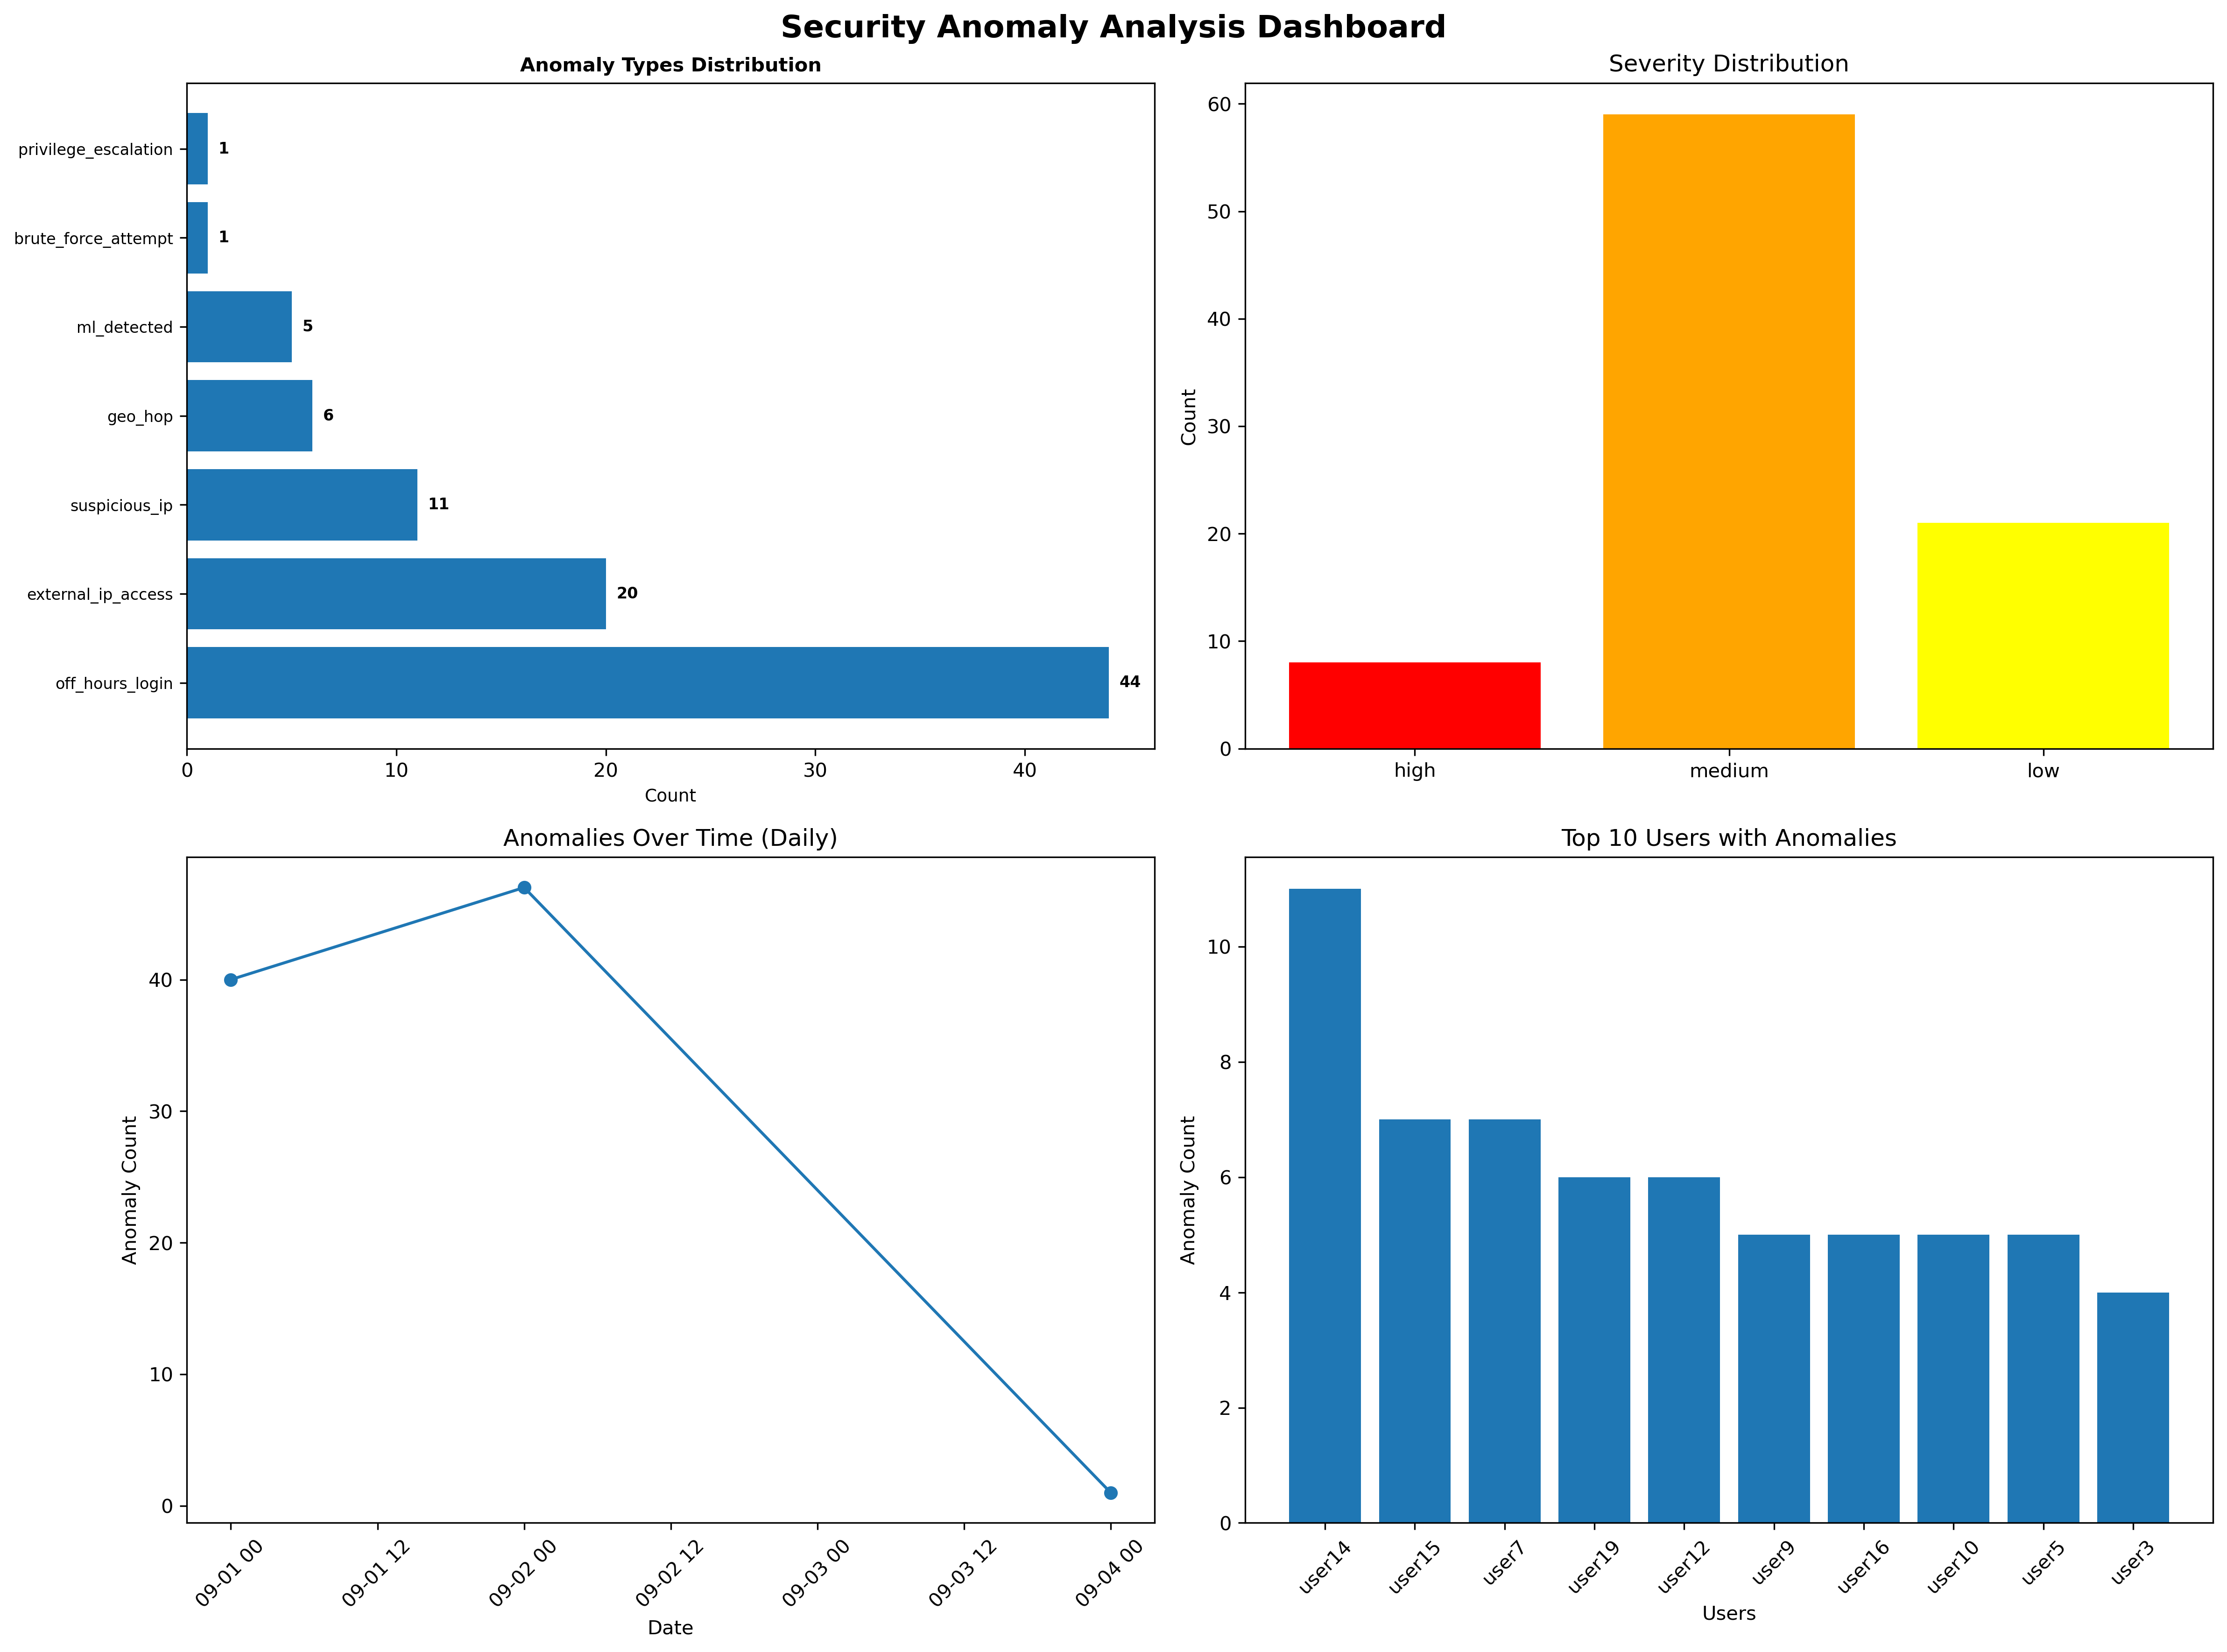 Security Anomaly Analysis Dashboard
Anomaly Types Distribution
privilege_escalation
1
brute_force_attempt
1
ml_detected
5
geo_hop
6
suspicious_ip
11
external_ip_access
20
off_hours_login
44
0 10 20 30 40
Count
Severity Distribution
Count
60
50
40
30
20
10
0
high medium low
Anomalies Over Time (Daily)
Anomaly Count
40
30
20
10
0
09-01 00 09-01 12 09-02 00 09-02 12 09-03 00 09-03 12 09-04 00
Date
Top 10 Users with Anomalies
Anomaly Count
10
8
6
4
2
0
user14 user15 user7 user19 user12 user9 user16 user10 user5 user3
Users